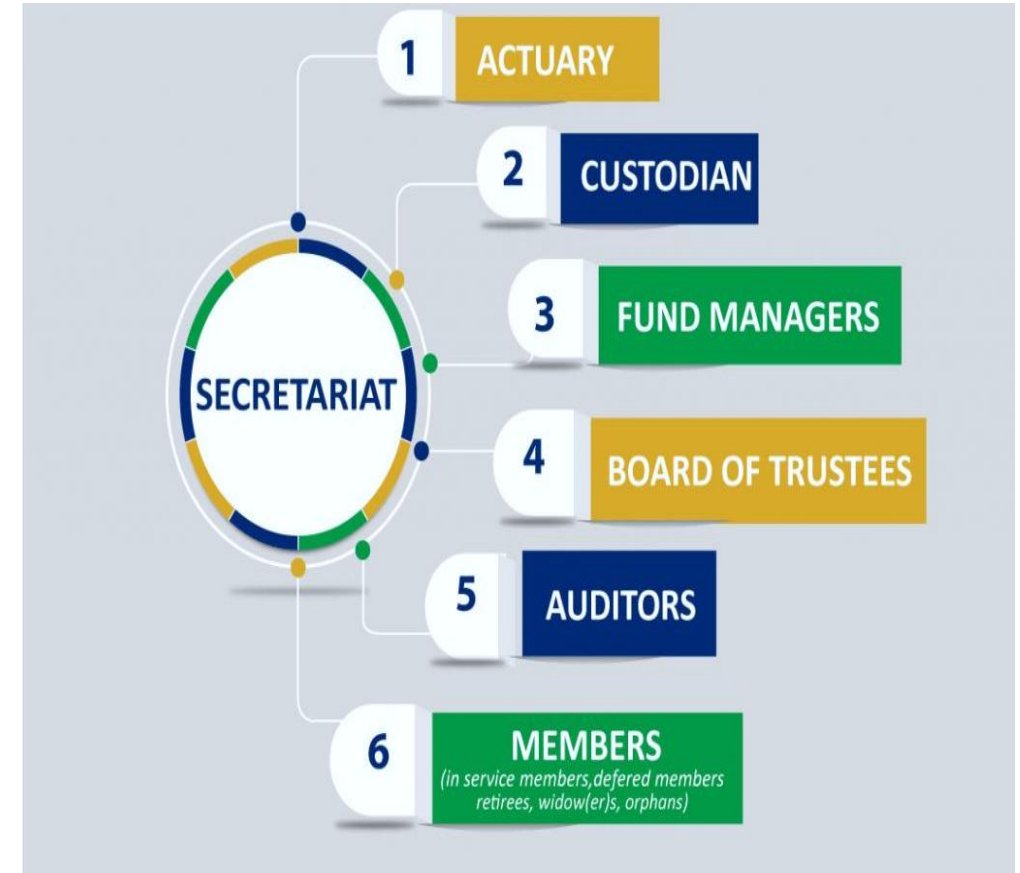 1
ACTUARY
2
CUSTODIAN
3
FUND MANAGERS
SECRETARIAT
4
BOARD OF TRUSTEES
5
AUDITORS
6
MEMBERS
(in service members,defered members
retirees, widow(er)s, orphans)